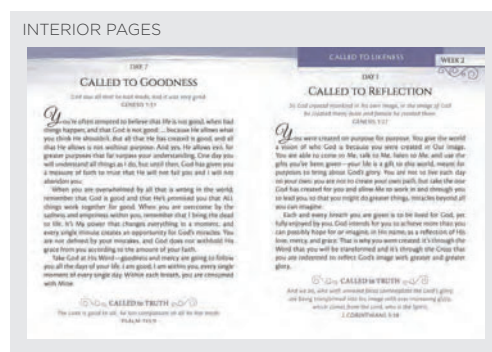 INTERIOR PAGES
DAY 7
CALLED TO GOODNESS
God saw all that he had made, and it was very good.
GENESIS 1:31
You're often tempted to believe that life is not good, when bad
things happen, and that God is not good ... because He allows what
you think He shouldn't. But all that He has created is good, and all
that He allows is not without purpose. And yes, He allows evil, for
greater purposes that far surpass your understanding. One day you
will understand all things as I do, but until then, God has given you
a measure of faith to trust that He will not fail you and I will not
abandon you.
When you are overwhelmed by all that is wrong in the world,
remember that God is good and that He's promised you that ALL
things work together for good. When you are overcome by the
sadness and emptiness within you, remember that I bring the dead
to life. It's My power that changes everything in a moment, and
every single minute creates an opportunity for God's miracles. You
are not defined by your mistakes, and God does not withhold His
grace from you according to the amount of your faith.
Take God at His Word—goodness and mercy are going to follow
you all the days of your life. I am good, I am within you, every single
moment of every single day. Within each breath, you are consumed
with Mine.
CALLED to TRUTH
The LORD is good to all; he has compassion on all he has made.
PSALM 145:9
CALLED TO LIKENESS
WEEK 2
DAY 1
CALLED TO REFLECTION
So God created mankind in his own image, in the image of God
he created them; male and female he created them.
GENESIS 1:27
You were created on purpose for purpose. You give the world
a vision of who God is because you were created in Our image.
You are able to come to Me, talk to Me, listen to Me, and use the
gifts you've been given—your life is a gift to this world, meant for
purposes to bring about God's glory. You are not to live each day
on your own; you are not to create your own path, but take the one
God has created for you and allow Me to work in and through you
to lead you so that you might do greater things, miracles beyond all
you can imagine.
Each and every breath you are given is to be lived for God, yet
fully enjoyed by you. God intends for you to achieve more than you
can possibly hope for or imagine, in His name, as a reflection of His
love, mercy, and grace. That is why you were created. It's through the
Word that you will be transformed and it's through the Cross that
you are redeemed to reflect God's image with greater and greater
glory.
CALLED to TRUTH
And we all, who with unveiled faces contemplate the Lord's glory,
are being transformed into his image with ever-increasing glory,
which comes from the Lord, who is the Spirit.
2 CORINTHIANS 3:18